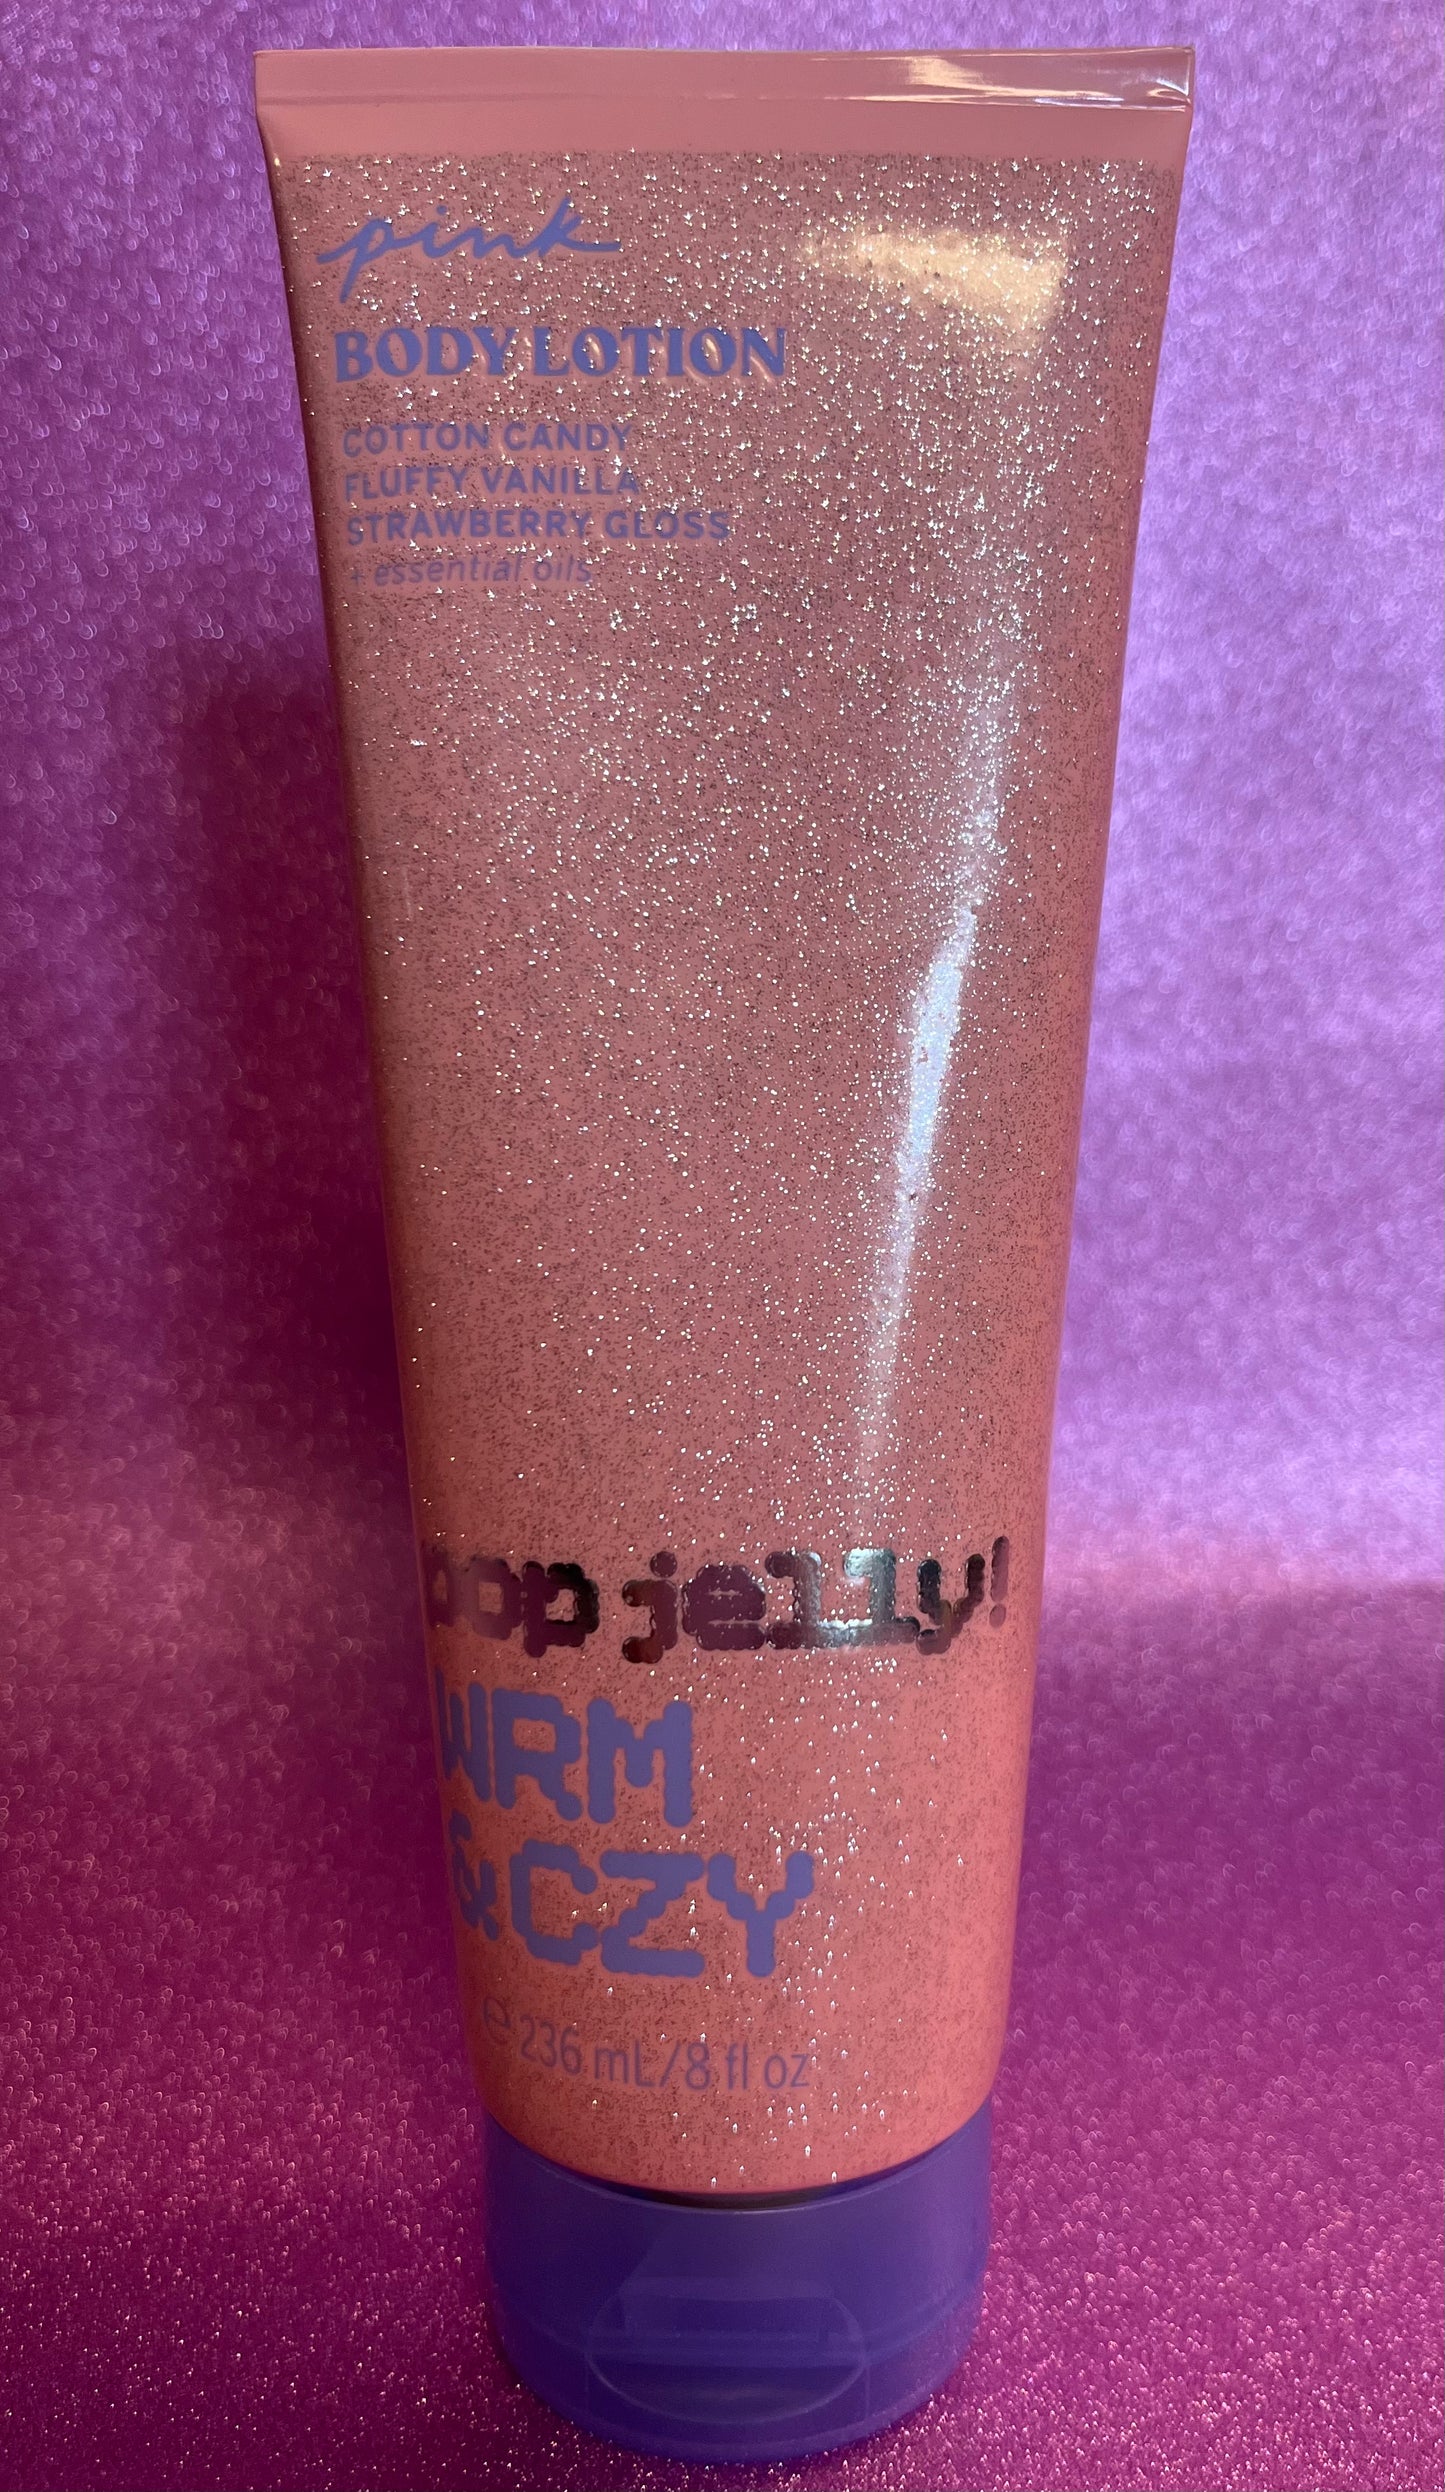 pink
BODY LOTION
COTTON CANDY
FLUFFY VANILLA
STRAWBERRY GLOSS
+ essential oils
pop jelly!
WRM
& CZY
℮ 236 mL/8 fl oz